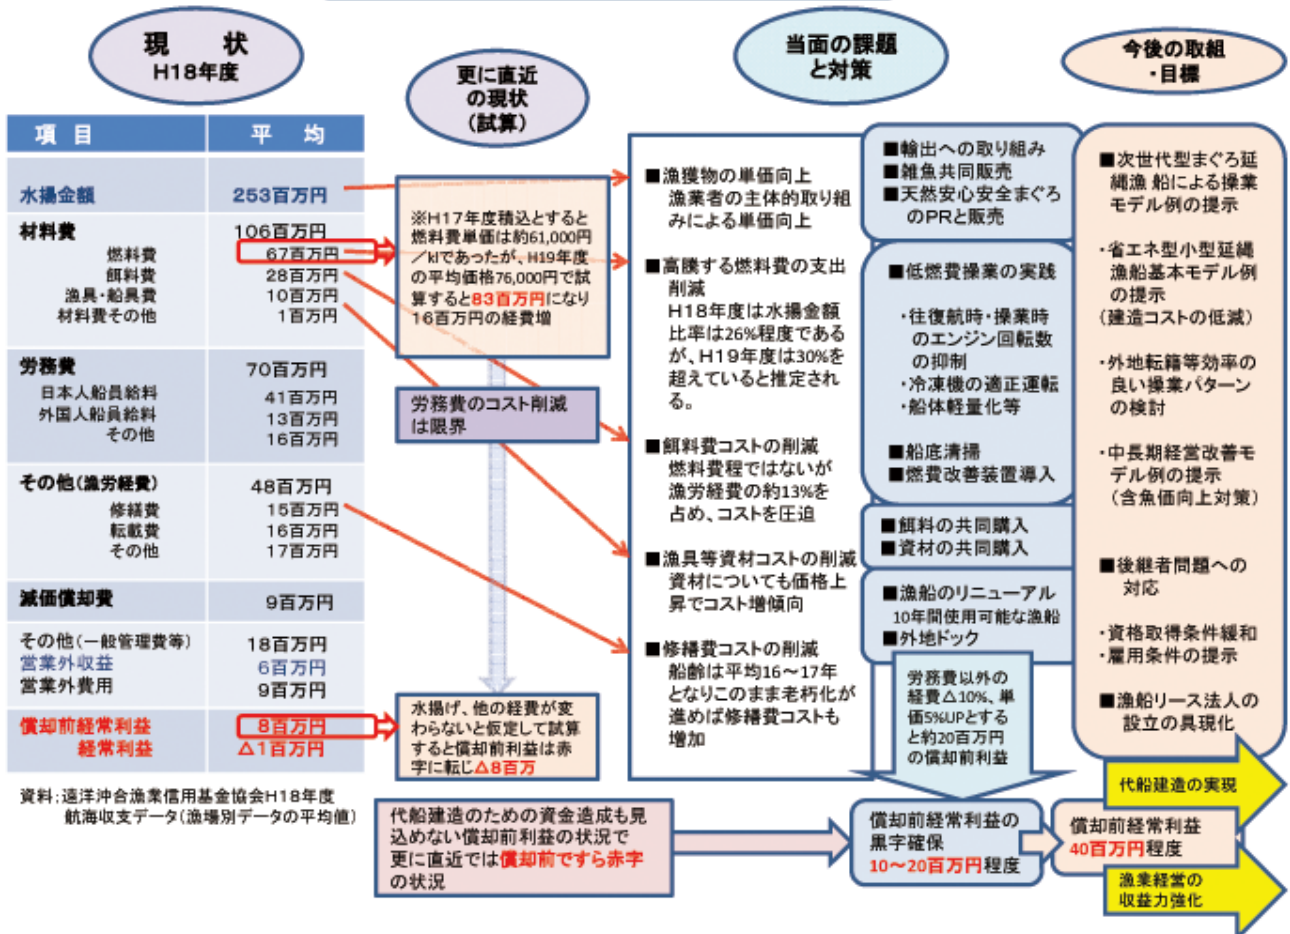 現　状
H18年度
更に直近
の現状
(試算)
当面の課題
と対策
今後の取組
・目標
項 目
平 均
水揚金額 253百万円
材料費 106百万円
燃料費 67百万円
餌料費 28百万円
漁具・船具費 10百万円
材料費その他 1百万円
労務費 70百万円
日本人船員給料 41百万円
外国人船員給料 13百万円
その他 16百万円
その他(漁労経費) 48百万円
修繕費 15百万円
転載費 16百万円
その他 17百万円
減価償却費 9百万円
その他(一般管理費等) 18百万円
営業外収益 6百万円
営業外費用 9百万円
償却前経常利益 8百万円
経常利益 △1百万円
資料;遠洋沖合漁業信用基金協会H18年度
航海収支データ(漁場別データの平均値)
※H17年度積込とすると
燃料費単価は約61,000円
/klであったが、H19年度
の平均価格76,000円で試
算すると83百万円になり
16百万円の経費増
労務費のコスト削減
は限界
水揚げ、他の経費が変
わらないと仮定して試算
すると償却前利益は赤
字に転じ△8百万
代船建造のための資金造成も見
込めない償却前利益の状況で
更に直近では償却前ですら赤字
の状況
■漁獲物の単価向上
漁業者の主体的取り組
みによる単価向上
■高騰する燃料費の支出
削減
H18年度は水揚金額
比率は26%程度である
が、H19年度は30%を
超えていると推定され
る。
■餌料費コストの削減
燃料費程ではないが
漁労経費の約13%を
占め、コストを圧迫
■漁具等資材コストの削減
資材についても価格上
昇でコスト増傾向
■修繕費コストの削減
船齢は平均16～17年
となりこのまま老朽化が
進めば修繕費コストも
増加
■輸出への取り組み
■雑魚共同販売
■天然安心安全まぐろ
のPRと販売
■低燃費操業の実践
・往復航時・操業時
のエンジン回転数
の抑制
・冷凍機の適正運転
・船体軽量化等
■船底清掃
■燃費改善装置導入
■餌料の共同購入
■資材の共同購入
■漁船のリニューアル
10年間使用可能な漁船
■外地ドック
労務費以外の
経費△10%、単
価5%UPとする
と約20百万円
の償却前利益
償却前経常利益の
黒字確保
10～20百万円程度
■次世代型まぐろ延
縄漁 船による操業
モデル例の提示
・省エネ型小型延縄
漁船基本モデル例
の提示
(建造コストの低減)
・外地転籍等効率の
良い操業パターン
の検討
・中長期経営改善モ
デル例の提示
(含魚価向上対策)
■後継者問題への
対応
・資格取得条件緩和
・雇用条件の提示
■漁船リース法人の
設立の具現化
代船建造の実現
償却前経常利益
40百万円程度
漁業経営の
収益力強化